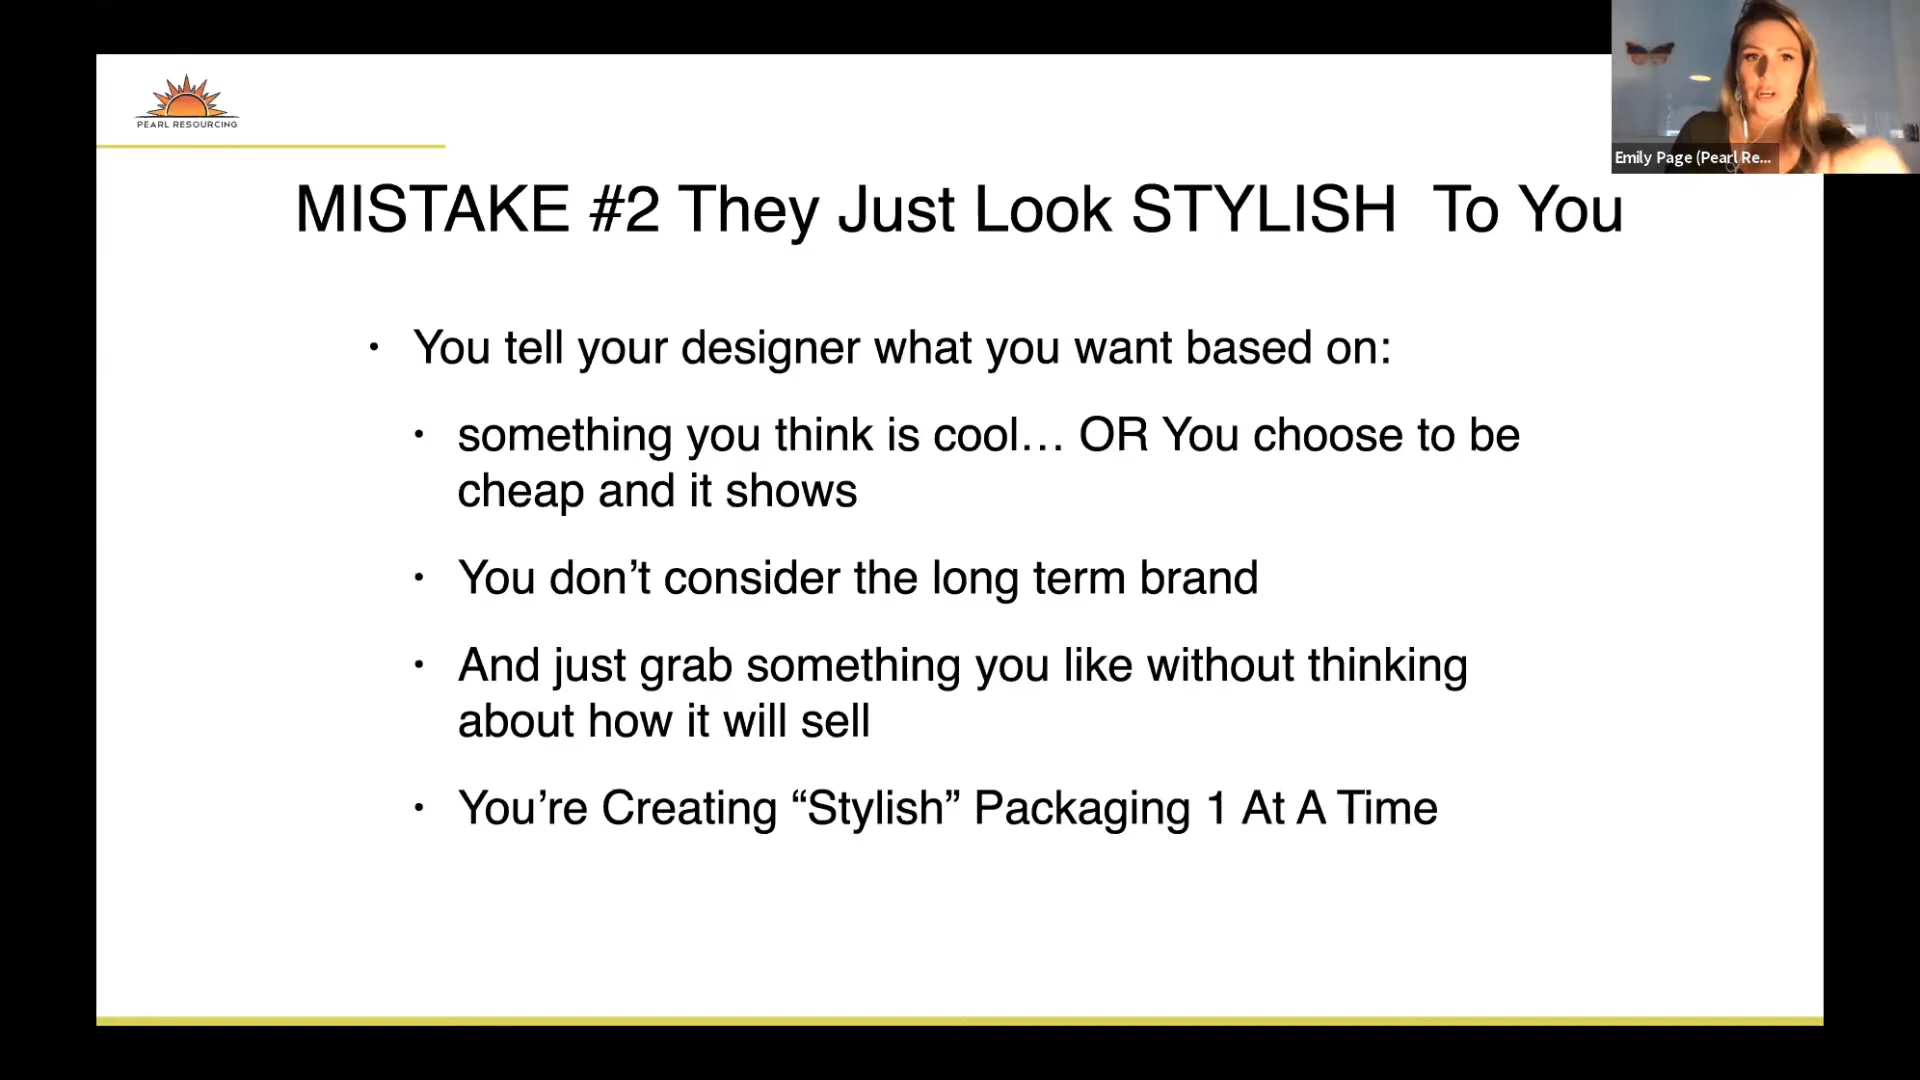 PEARL RESOURCING
Emily Page (Pearl Re...
MISTAKE #2 They Just Look STYLISH  To You
• You tell your designer what you want based on:
• something you think is cool… OR You choose to be
cheap and it shows
• You don’t consider the long term brand
• And just grab something you like without thinking
about how it will sell
• You’re Creating “Stylish” Packaging 1 At A Time